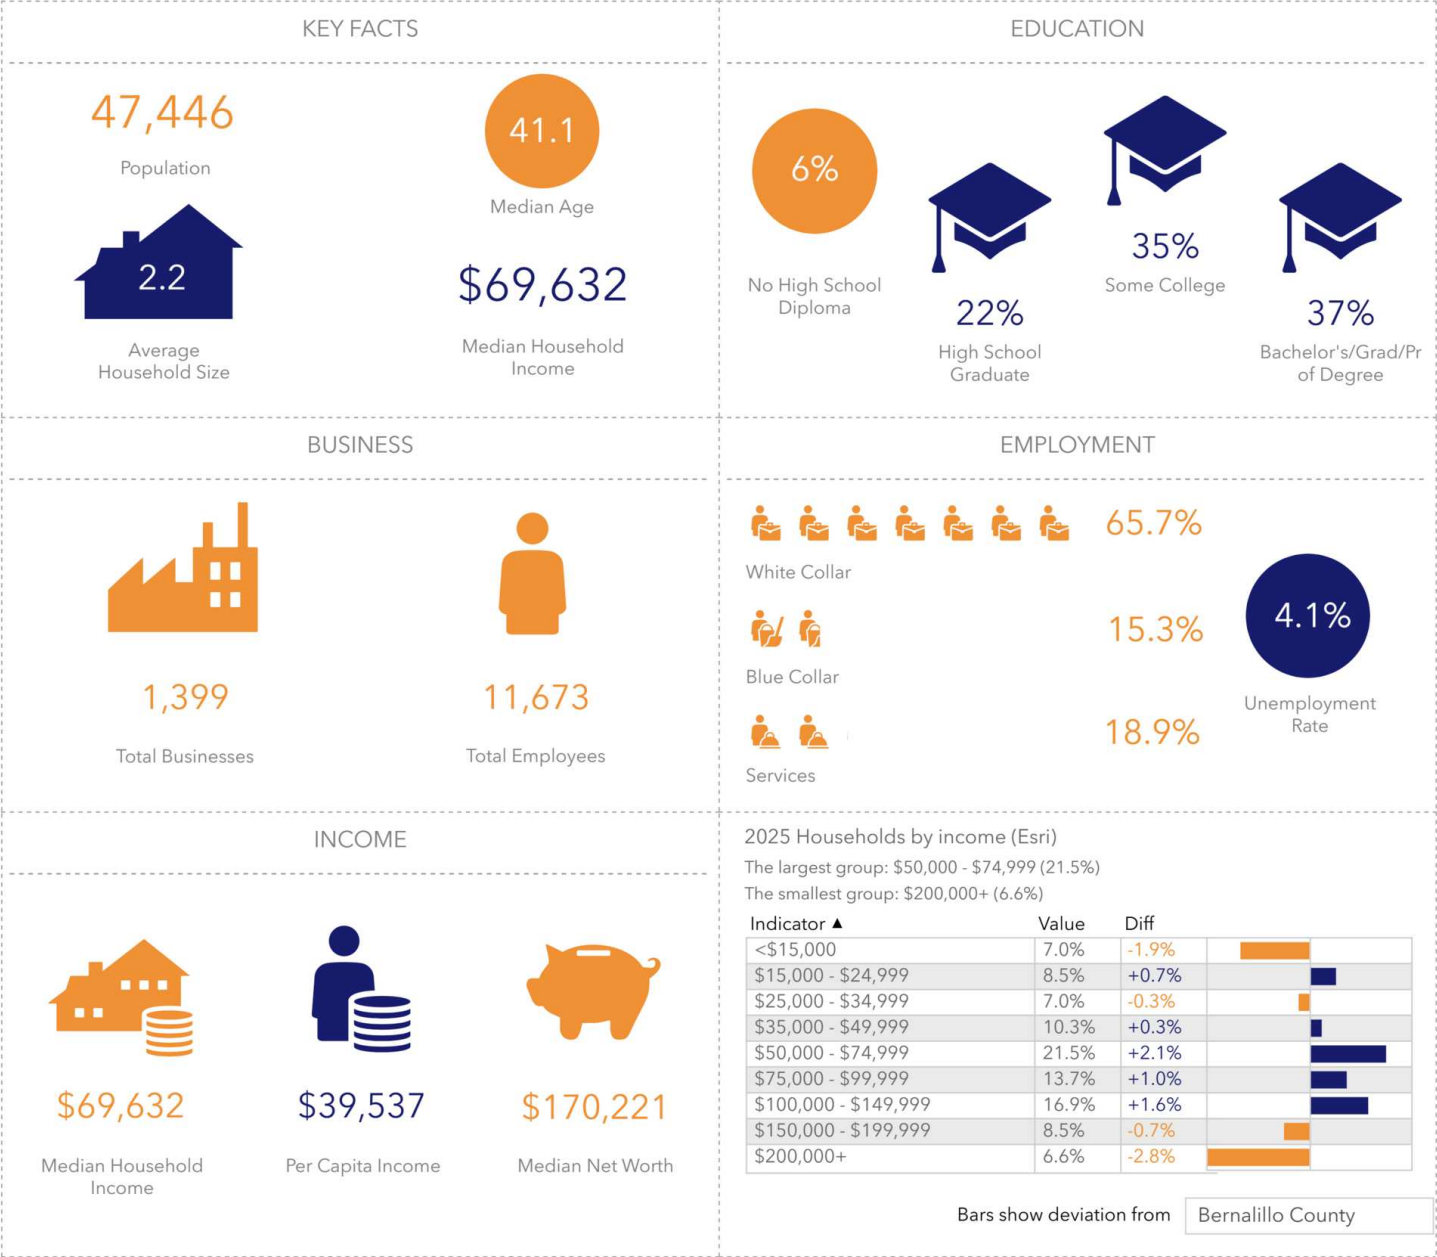 KEY FACTS
47,446
Population
41.1
Median Age
2.2
Average
Household Size
$69,632
Median Household
Income
EDUCATION
6%
No High School
Diploma
22%
High School
Graduate
35%
Some College
37%
Bachelor's/Grad/Pr
of Degree
BUSINESS
1,399
Total Businesses
11,673
Total Employees
EMPLOYMENT
65.7%
White Collar
15.3%
Blue Collar
18.9%
Services
4.1%
Unemployment
Rate
INCOME
$69,632
Median Household
Income
$39,537
Per Capita Income
$170,221
Median Net Worth
2025 Households by income (Esri)
The largest group: $50,000 - $74,999 (21.5%)
The smallest group: $200,000+ (6.6%)
Indicator ▲ Value Diff
<$15,000 7.0% -1.9%
$15,000 - $24,999 8.5% +0.7%
$25,000 - $34,999 7.0% -0.3%
$35,000 - $49,999 10.3% +0.3%
$50,000 - $74,999 21.5% +2.1%
$75,000 - $99,999 13.7% +1.0%
$100,000 - $149,999 16.9% +1.6%
$150,000 - $199,999 8.5% -0.7%
$200,000+ 6.6% -2.8%
Bars show deviation from Bernalillo County